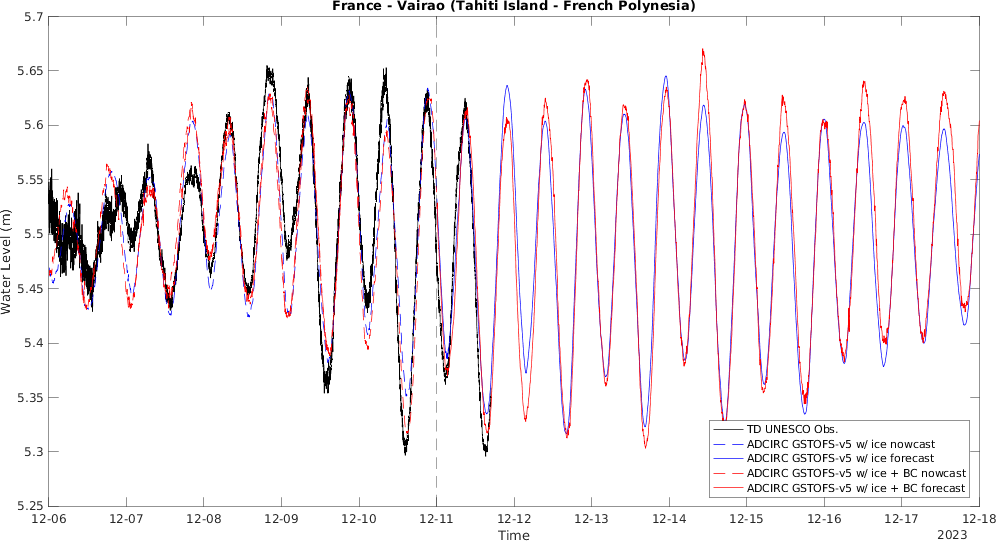 France - Vairao (Tahiti Island - French Polynesia)
5.7
5.65
5.6
5.55
5.5
5.45
5.4
5.35
5.3
5.25
Water Level (m)
TD UNESCO Obs.
ADCIRC GSTOFS-v5 w/ ice nowcast
ADCIRC GSTOFS-v5 w/ ice forecast
ADCIRC GSTOFS-v5 w/ ice + BC nowcast
ADCIRC GSTOFS-v5 w/ ice + BC forecast
12-06 12-07 12-08 12-09 12-10 12-11 12-12 12-13 12-14 12-15 12-16 12-17 12-18
Time
2023